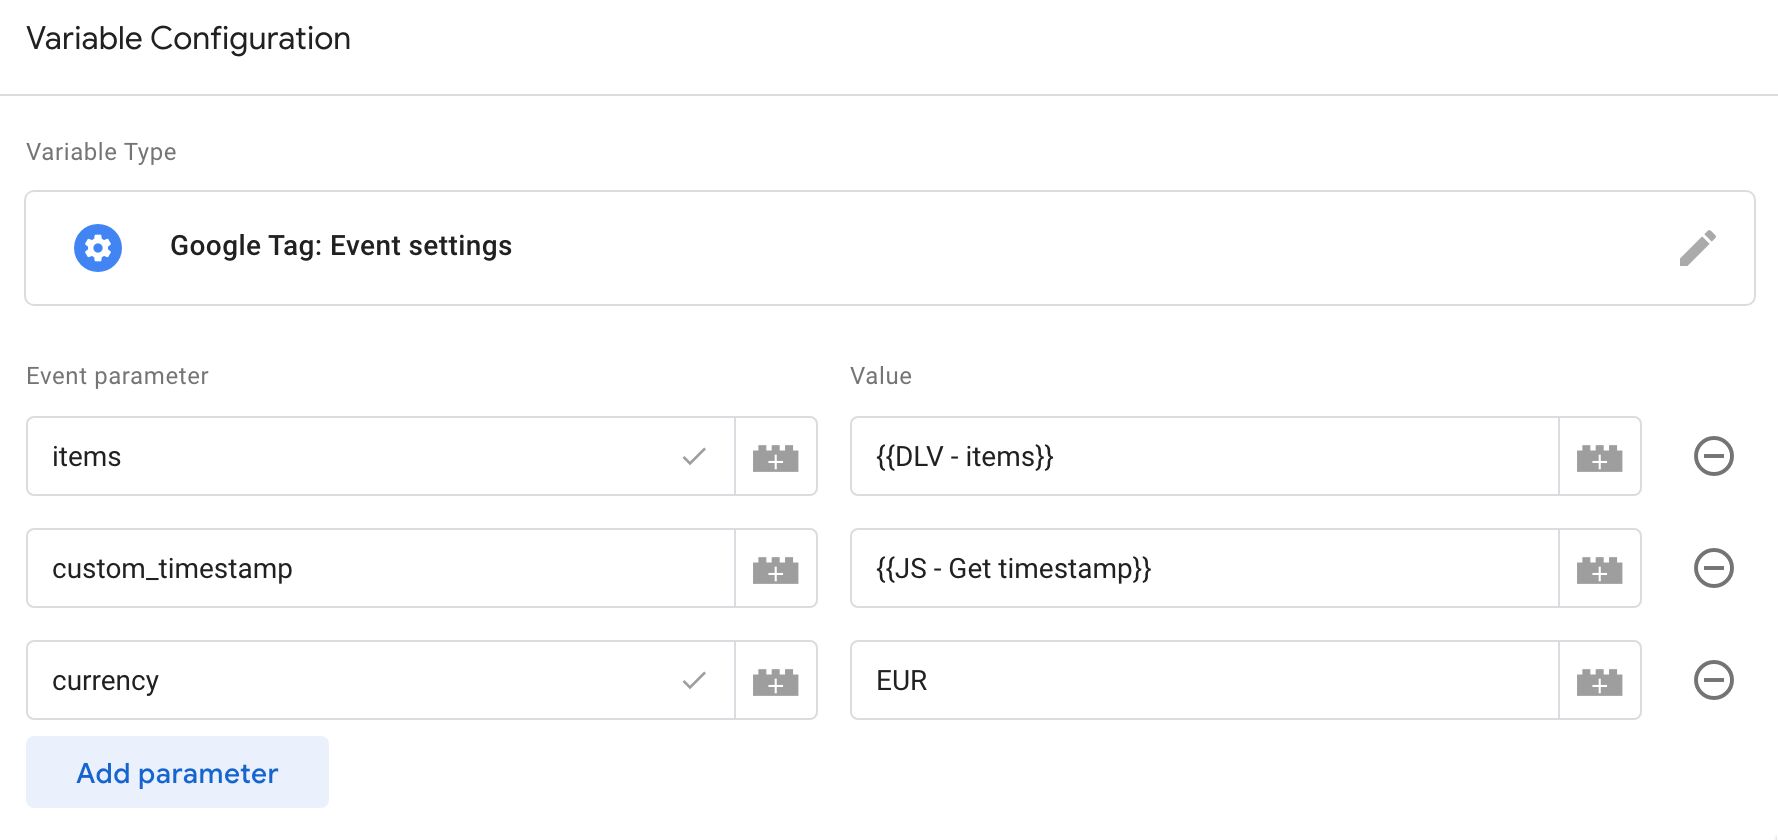 Variable Configuration
Variable Type
Google Tag: Event settings
Event parameter Value
items {{DLV - items}}
custom_timestamp {{JS - Get timestamp}}
currency EUR
Add parameter